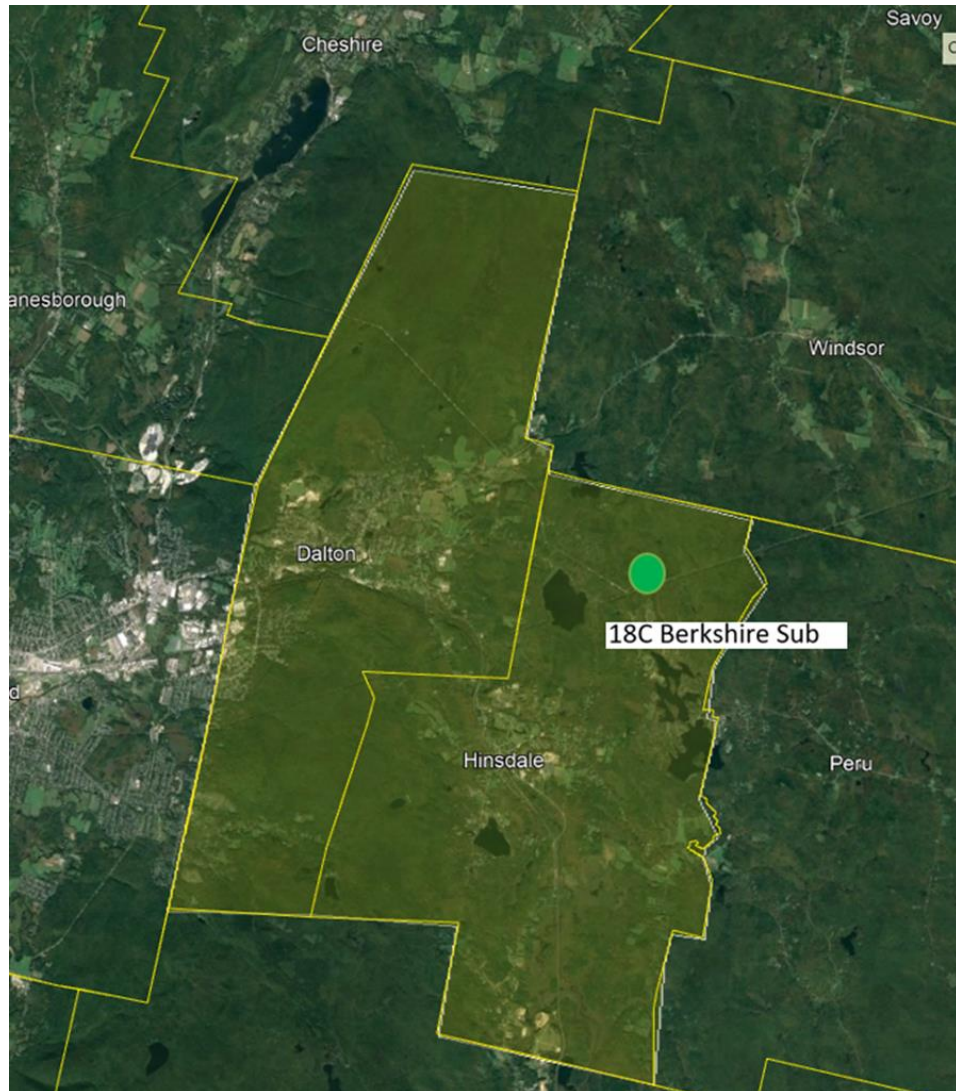 Savoy
Cheshire
anesborough
Windsor
Dalton
18C Berkshire Sub
Hinsdale
Peru
d